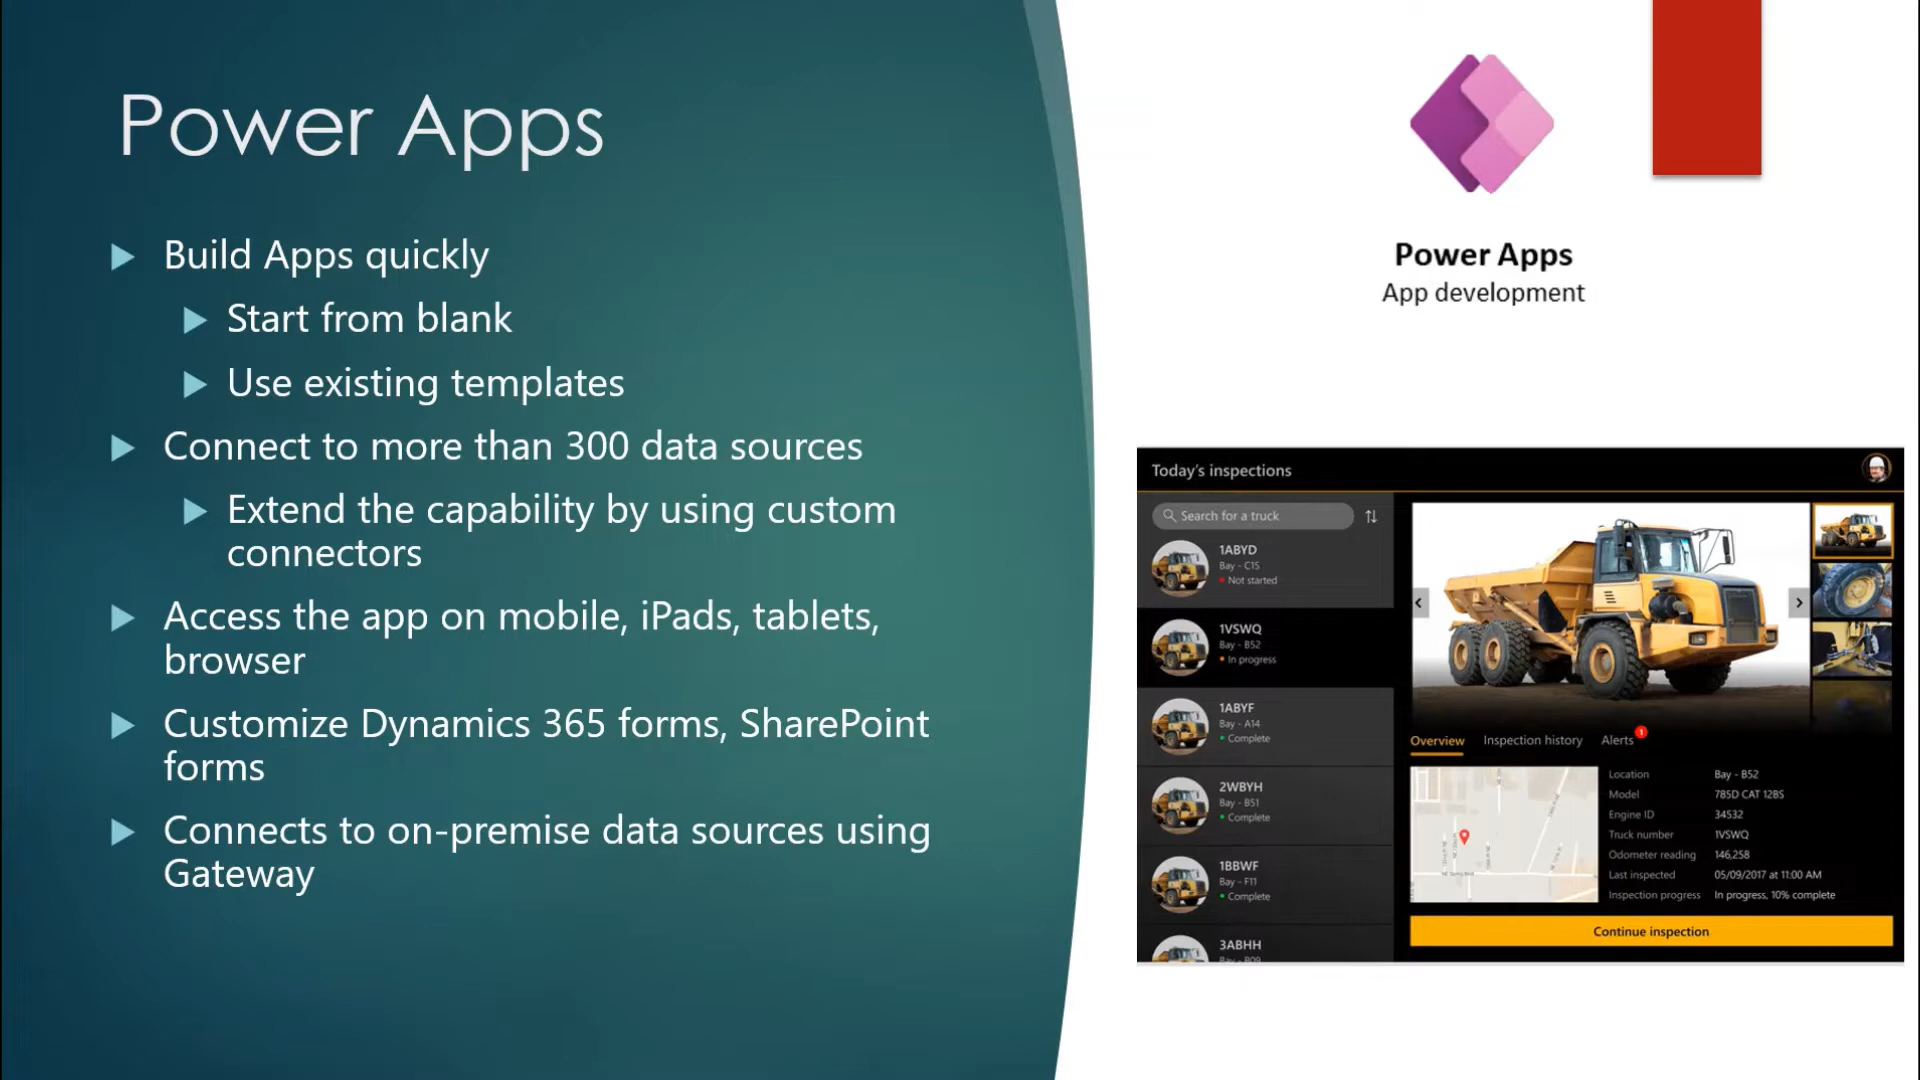 Power Apps
Build Apps quickly
Start from blank
Use existing templates
Connect to more than 300 data sources
Extend the capability by using custom
connectors
Access the app on mobile, iPads, tablets,
browser
Customize Dynamics 365 forms, SharePoint
forms
Connects to on-premise data sources using
Gateway
Power Apps
App development
Today's inspections
Search for a truck
1ABYD
Bay - C15
Not started
1VSWQ
Bay - B52
In progress
1ABYF
Bay - A14
Complete
2WBYH
Bay - B51
Complete
1BBWF
Bay - F11
Complete
3ABHH
Overview Inspection history Alerts 1
Location Bay - B52
Model 785D CAT 12BS
Engine ID 34532
Truck number 1VSWQ
Odometer reading 146,258
Last inspected 05/09/2017 at 11:00 AM
Inspection progress In progress, 10% complete
Continue inspection